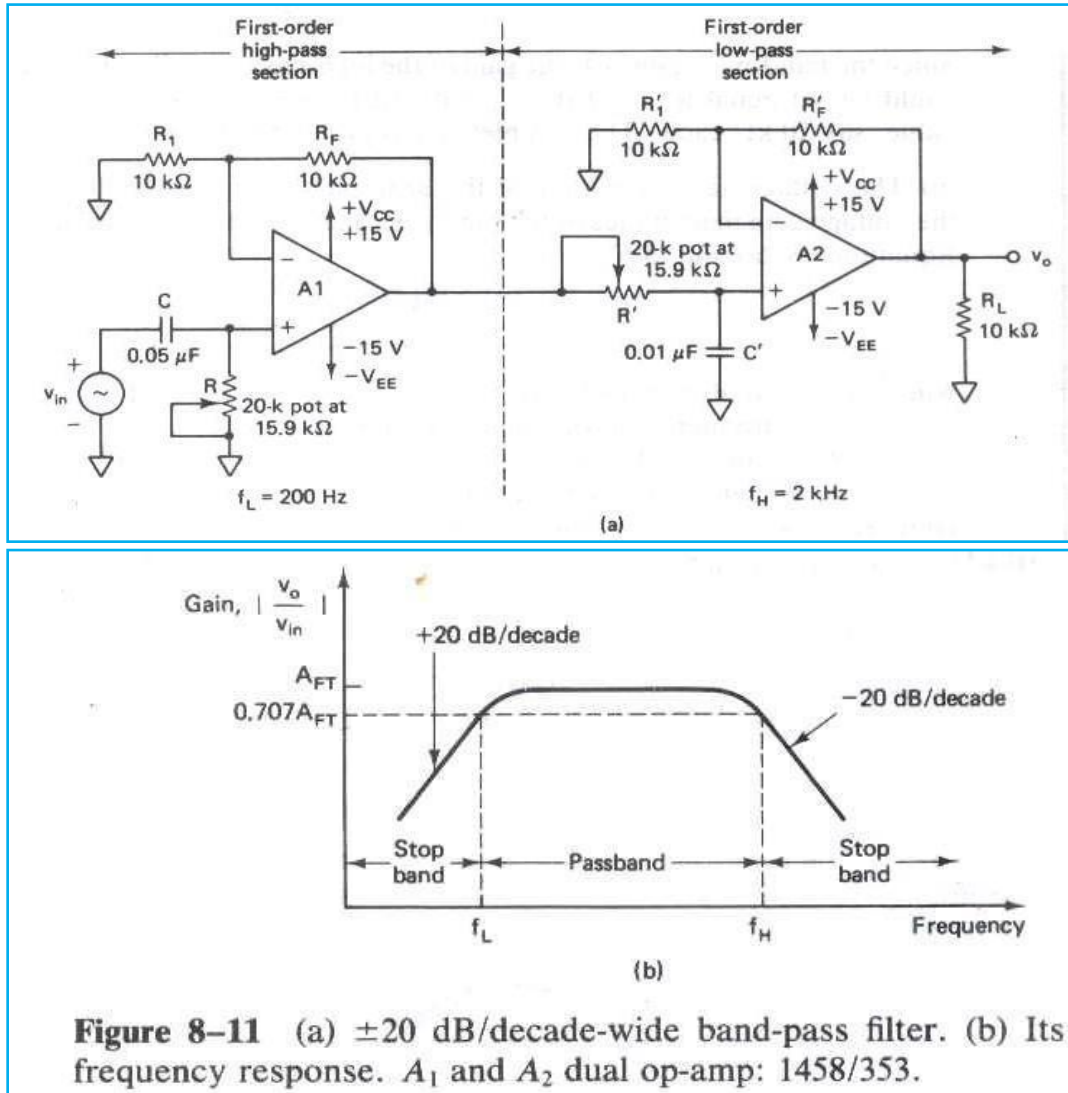 First-order
high-pass
section
First-order
low-pass
section
R1
10 kΩ
RF
10 kΩ
+VCC
+15 V
A1
−
+
−15 V
−VEE
C
0.05 μF
+
vin
~
−
R
20-k pot at
15.9 kΩ
fL = 200 Hz
R'1
10 kΩ
R'F
10 kΩ
+VCC
+15 V
A2
−
+
−15 V
−VEE
20-k pot at
15.9 kΩ
R'
0.01 μF
C'
vo
RL
10 kΩ
fH = 2 kHz
(a)
Gain, | vo/vin |
+20 dB/decade
AFT
0.707AFT
−20 dB/decade
Stop
band
Passband
Stop
band
fL
fH
Frequency
(b)
Figure 8–11 (a) ±20 dB/decade-wide band-pass filter. (b) Its
frequency response. A1 and A2 dual op-amp: 1458/353.